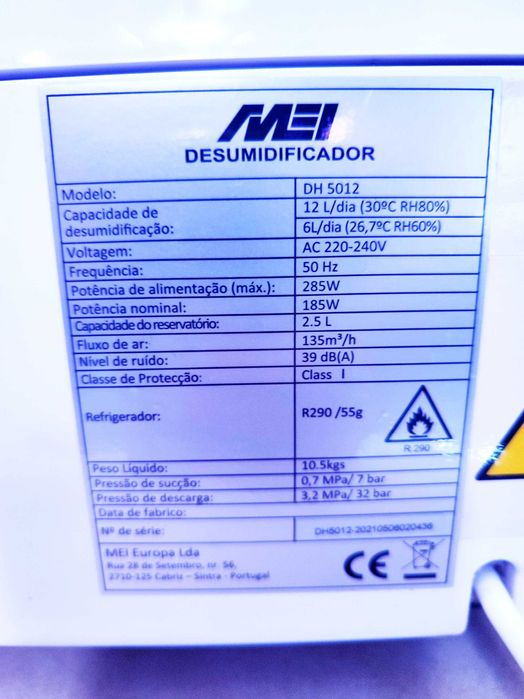 MEI
DESUMIDIFICADOR
Modelo: DH 5012
Capacidade de desumidificação: 12 L/dia (30ºC RH80%)
6L/dia (26,7ºC RH60%)
Voltagem: AC 220-240V
Frequência: 50 Hz
Potência de alimentação (máx.): 285W
Potência nominal: 185W
Capacidade do reservatório: 2.5 L
Fluxo de ar: 135m³/h
Nível de ruído: 39 dB(A)
Classe de Protecção: Class I
Refrigerador: R290 /55g
R 290
Peso Líquido: 10.5kgs
Pressão de sucção: 0,7 MPa/ 7 bar
Pressão de descarga: 3,2 MPa/ 32 bar
Data de fabrico:
Nº de série: DH5012-20210506020436
MEI Europa Lda
Rua 28 de Setembro, nr. 56,
2710-125 Cabriz - Sintra - Portugal
CE